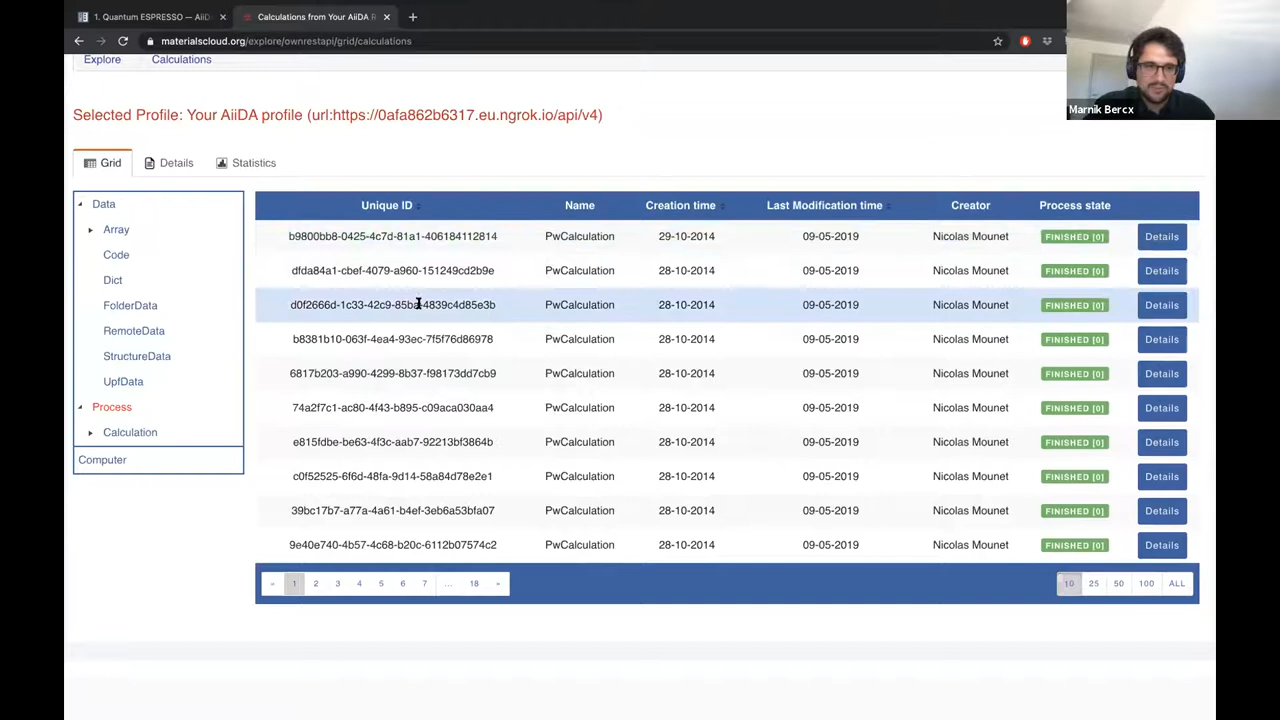 1. Quantum ESPRESSO — AiiD
Calculations from Your AiiDA R
materialscloud.org/explore/ownrestapi/grid/calculations
Marnik Bercx
Explore Calculations
Selected Profile: Your AiiDA profile (url:https://0afa862b6317.eu.ngrok.io/api/v4)
Grid Details Statistics
Data
Array
Code
Dict
FolderData
RemoteData
StructureData
UpfData
Process
Calculation
Computer
Unique ID Name Creation time Last Modification time Creator Process state
b9800bb8-0425-4c7d-81a1-406184112814 PwCalculation 29-10-2014 09-05-2019 Nicolas Mounet FINISHED [0] Details
dfda84a1-cbef-4079-a960-151249cd2b9e PwCalculation 28-10-2014 09-05-2019 Nicolas Mounet FINISHED [0] Details
d0f2666d-1c33-42c9-85ba-4839c4d85e3b PwCalculation 28-10-2014 09-05-2019 Nicolas Mounet FINISHED [0] Details
b8381b10-063f-4ea4-93ec-7f5f76d86978 PwCalculation 28-10-2014 09-05-2019 Nicolas Mounet FINISHED [0] Details
6817b203-a990-4299-8b37-f98173dd7cb9 PwCalculation 28-10-2014 09-05-2019 Nicolas Mounet FINISHED [0] Details
74a2f7c1-ac80-4f43-b895-c09aca030aa4 PwCalculation 28-10-2014 09-05-2019 Nicolas Mounet FINISHED [0] Details
e815fdbe-be63-4f3c-aab7-92213bf3864b PwCalculation 28-10-2014 09-05-2019 Nicolas Mounet FINISHED [0] Details
c0f52525-6f6d-48fa-9d14-58a84d78e2e1 PwCalculation 28-10-2014 09-05-2019 Nicolas Mounet FINISHED [0] Details
39bc17b7-a77a-4a61-b4ef-3eb6a53bfa07 PwCalculation 28-10-2014 09-05-2019 Nicolas Mounet FINISHED [0] Details
9e40e740-4b57-4c68-b20c-6112b07574c2 PwCalculation 28-10-2014 09-05-2019 Nicolas Mounet FINISHED [0] Details
« 1 2 3 4 5 6 7 ... 18 » 10 25 50 100 ALL